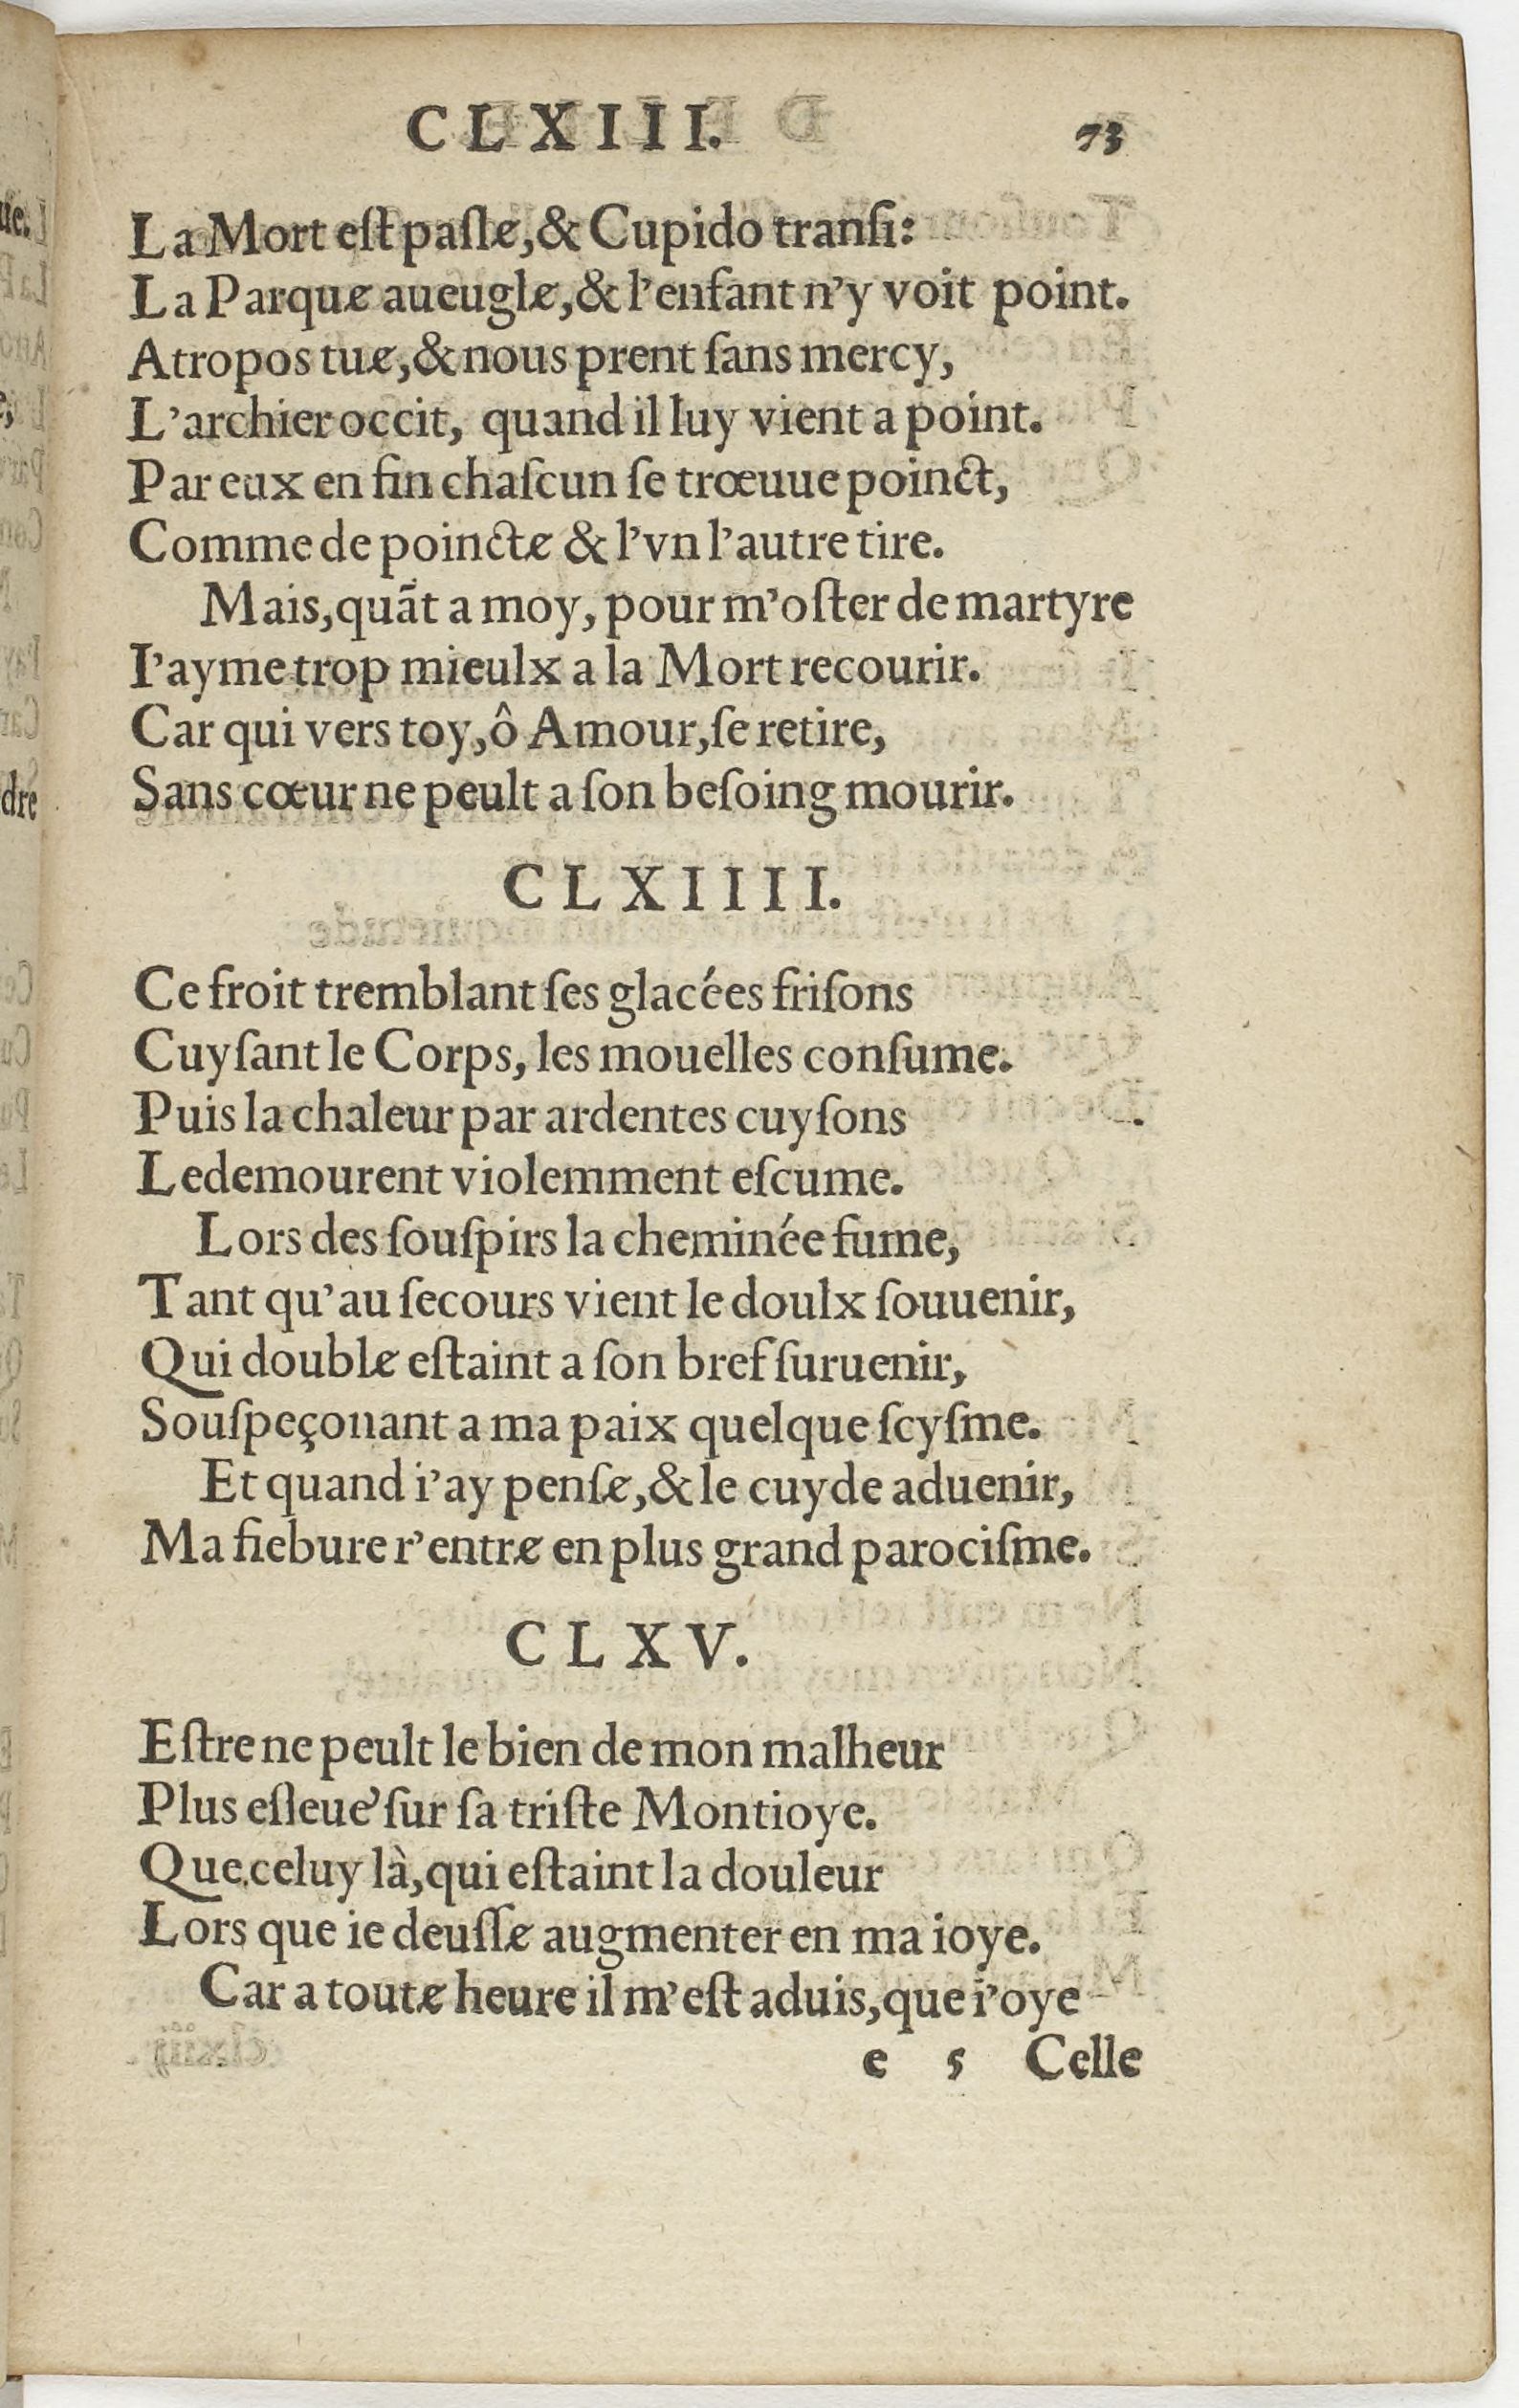 CLXIII. 73
La Mort eſt paſle, & Cupido tranſi:
La Parque aueugle, & l'enfant n'y voit point.
Atropos tue, & nous prent ſans mercy,
L'archier occit, quand il luy vient a point.
Par eux en fin chaſcun ſe trœuue poinct,
Comme de poincte & l'vn l'autre tire.
Mais, quãt a moy, pour m'oſter de martyre
I'ayme trop mieulx a la Mort recourir.
Car qui vers toy, ô Amour, ſe retire,
Sans cœur ne peult a ſon beſoing mourir.
CLXIIII.
Ce froit tremblant ſes glacées friſons
Cuyſant le Corps, les mouelles conſume.
Puis la chaleur par ardentes cuyſons
Le demourent violemment eſcume.
Lors des ſouſpirs la cheminée fume,
Tant qu'au ſecours vient le doulx ſouuenir,
Qui double eſtaint a ſon bref ſuruenir,
Souſpeçonant a ma paix quelque ſcyſme.
Et quand i'ay penſe, & le cuyde aduenir,
Ma fiebure r'entre en plus grand parociſme.
CLXV.
Eſtre ne peult le bien de mon malheur
Plus eſleue' ſur ſa triſte Montioye.
Que celuy là, qui eſtaint la douleur
Lors que ie deuſſe augmenter en ma ioye.
Car a toute heure il m'eſt aduis, que i'oye
e 5 Celle